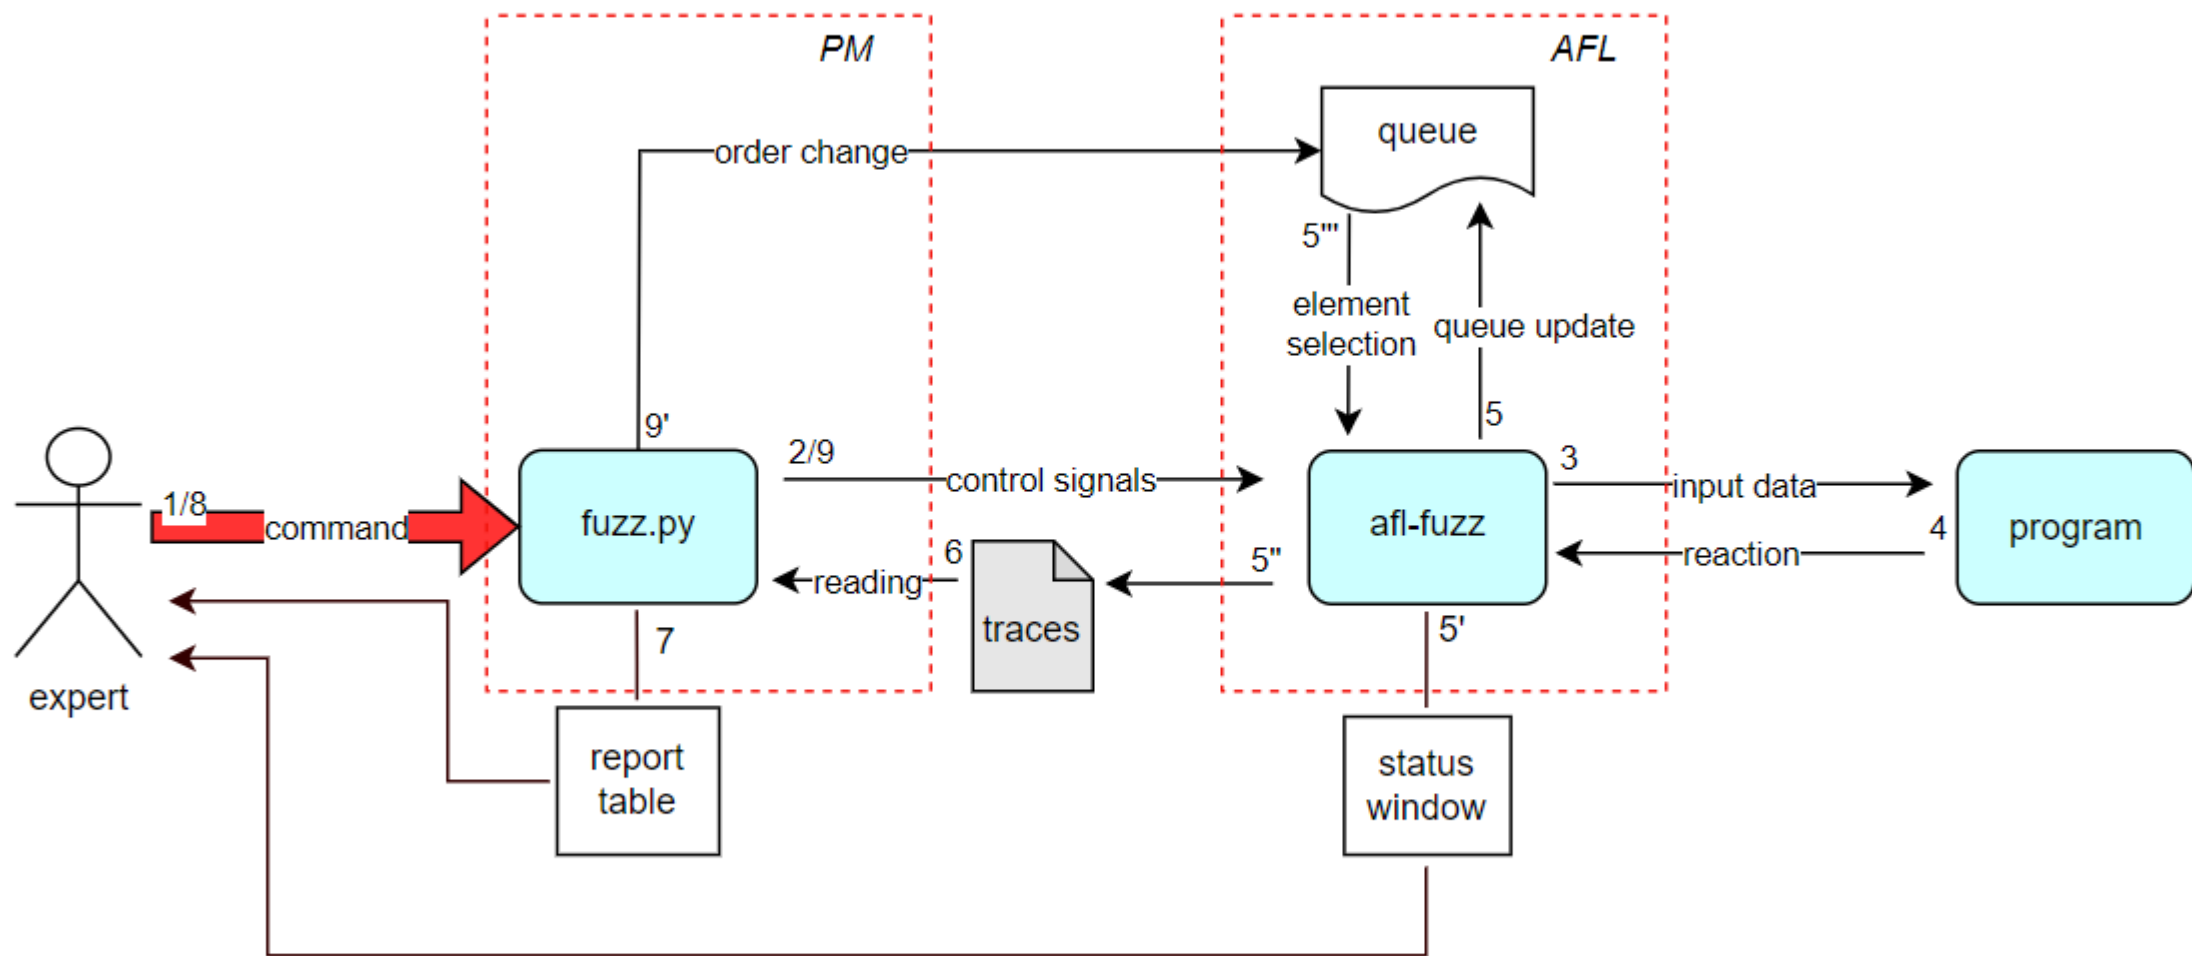 PM
AFL
queue
order change
5'''
element
selection
queue update
9'
5
2/9
control signals
3
input data
1/8
command
fuzz.py
afl-fuzz
4
program
6
reading
5''
reaction
traces
7
5'
expert
report
table
status
window